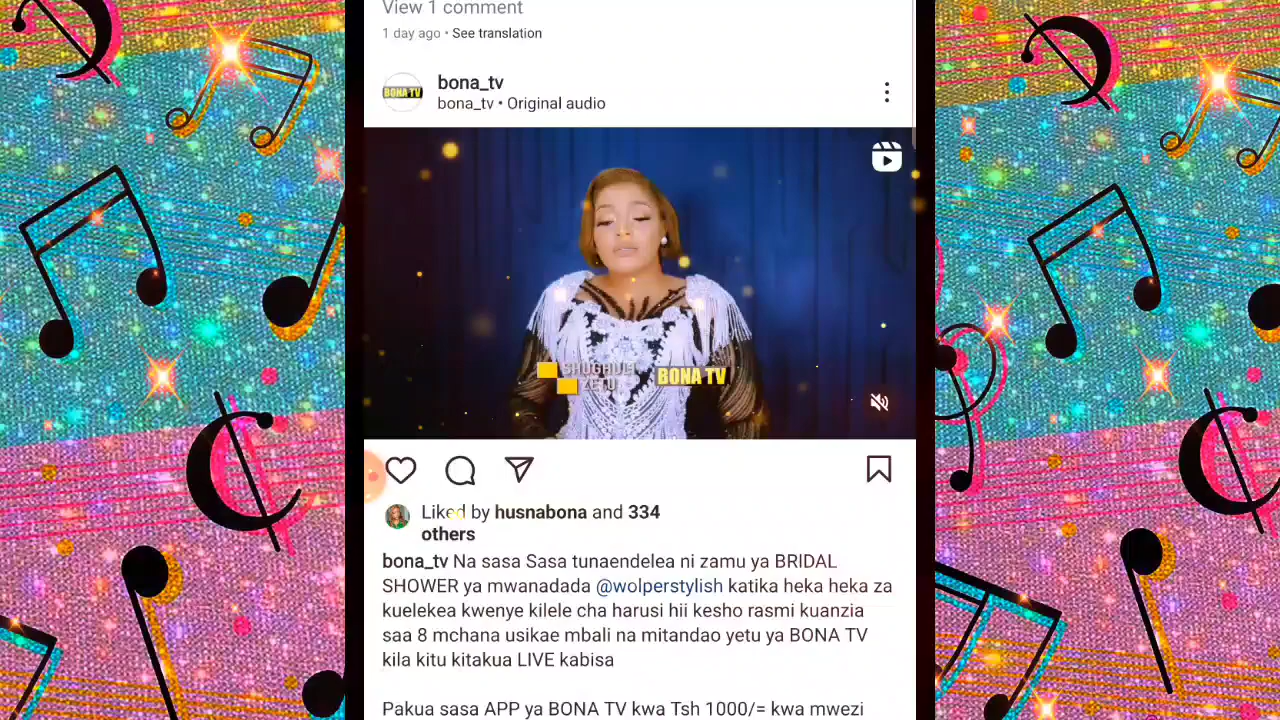 View 1 comment
1 day ago • See translation
BONA TV
bona_tv
bona_tv • Original audio
SHUGHULI
ZETU
BONA TV
Liked by husnabona and 334
others
bona_tv Na sasa Sasa tunaendelea ni zamu ya BRIDAL
SHOWER ya mwanadada @wolperstylish katika heka heka za
kuelekea kwenye kilele cha harusi hii kesho rasmi kuanzia
saa 8 mchana usikae mbali na mitandao yetu ya BONA TV
kila kitu kitakua LIVE kabisa
Pakua sasa APP ya BONA TV kwa Tsh 1000/= kwa mwezi